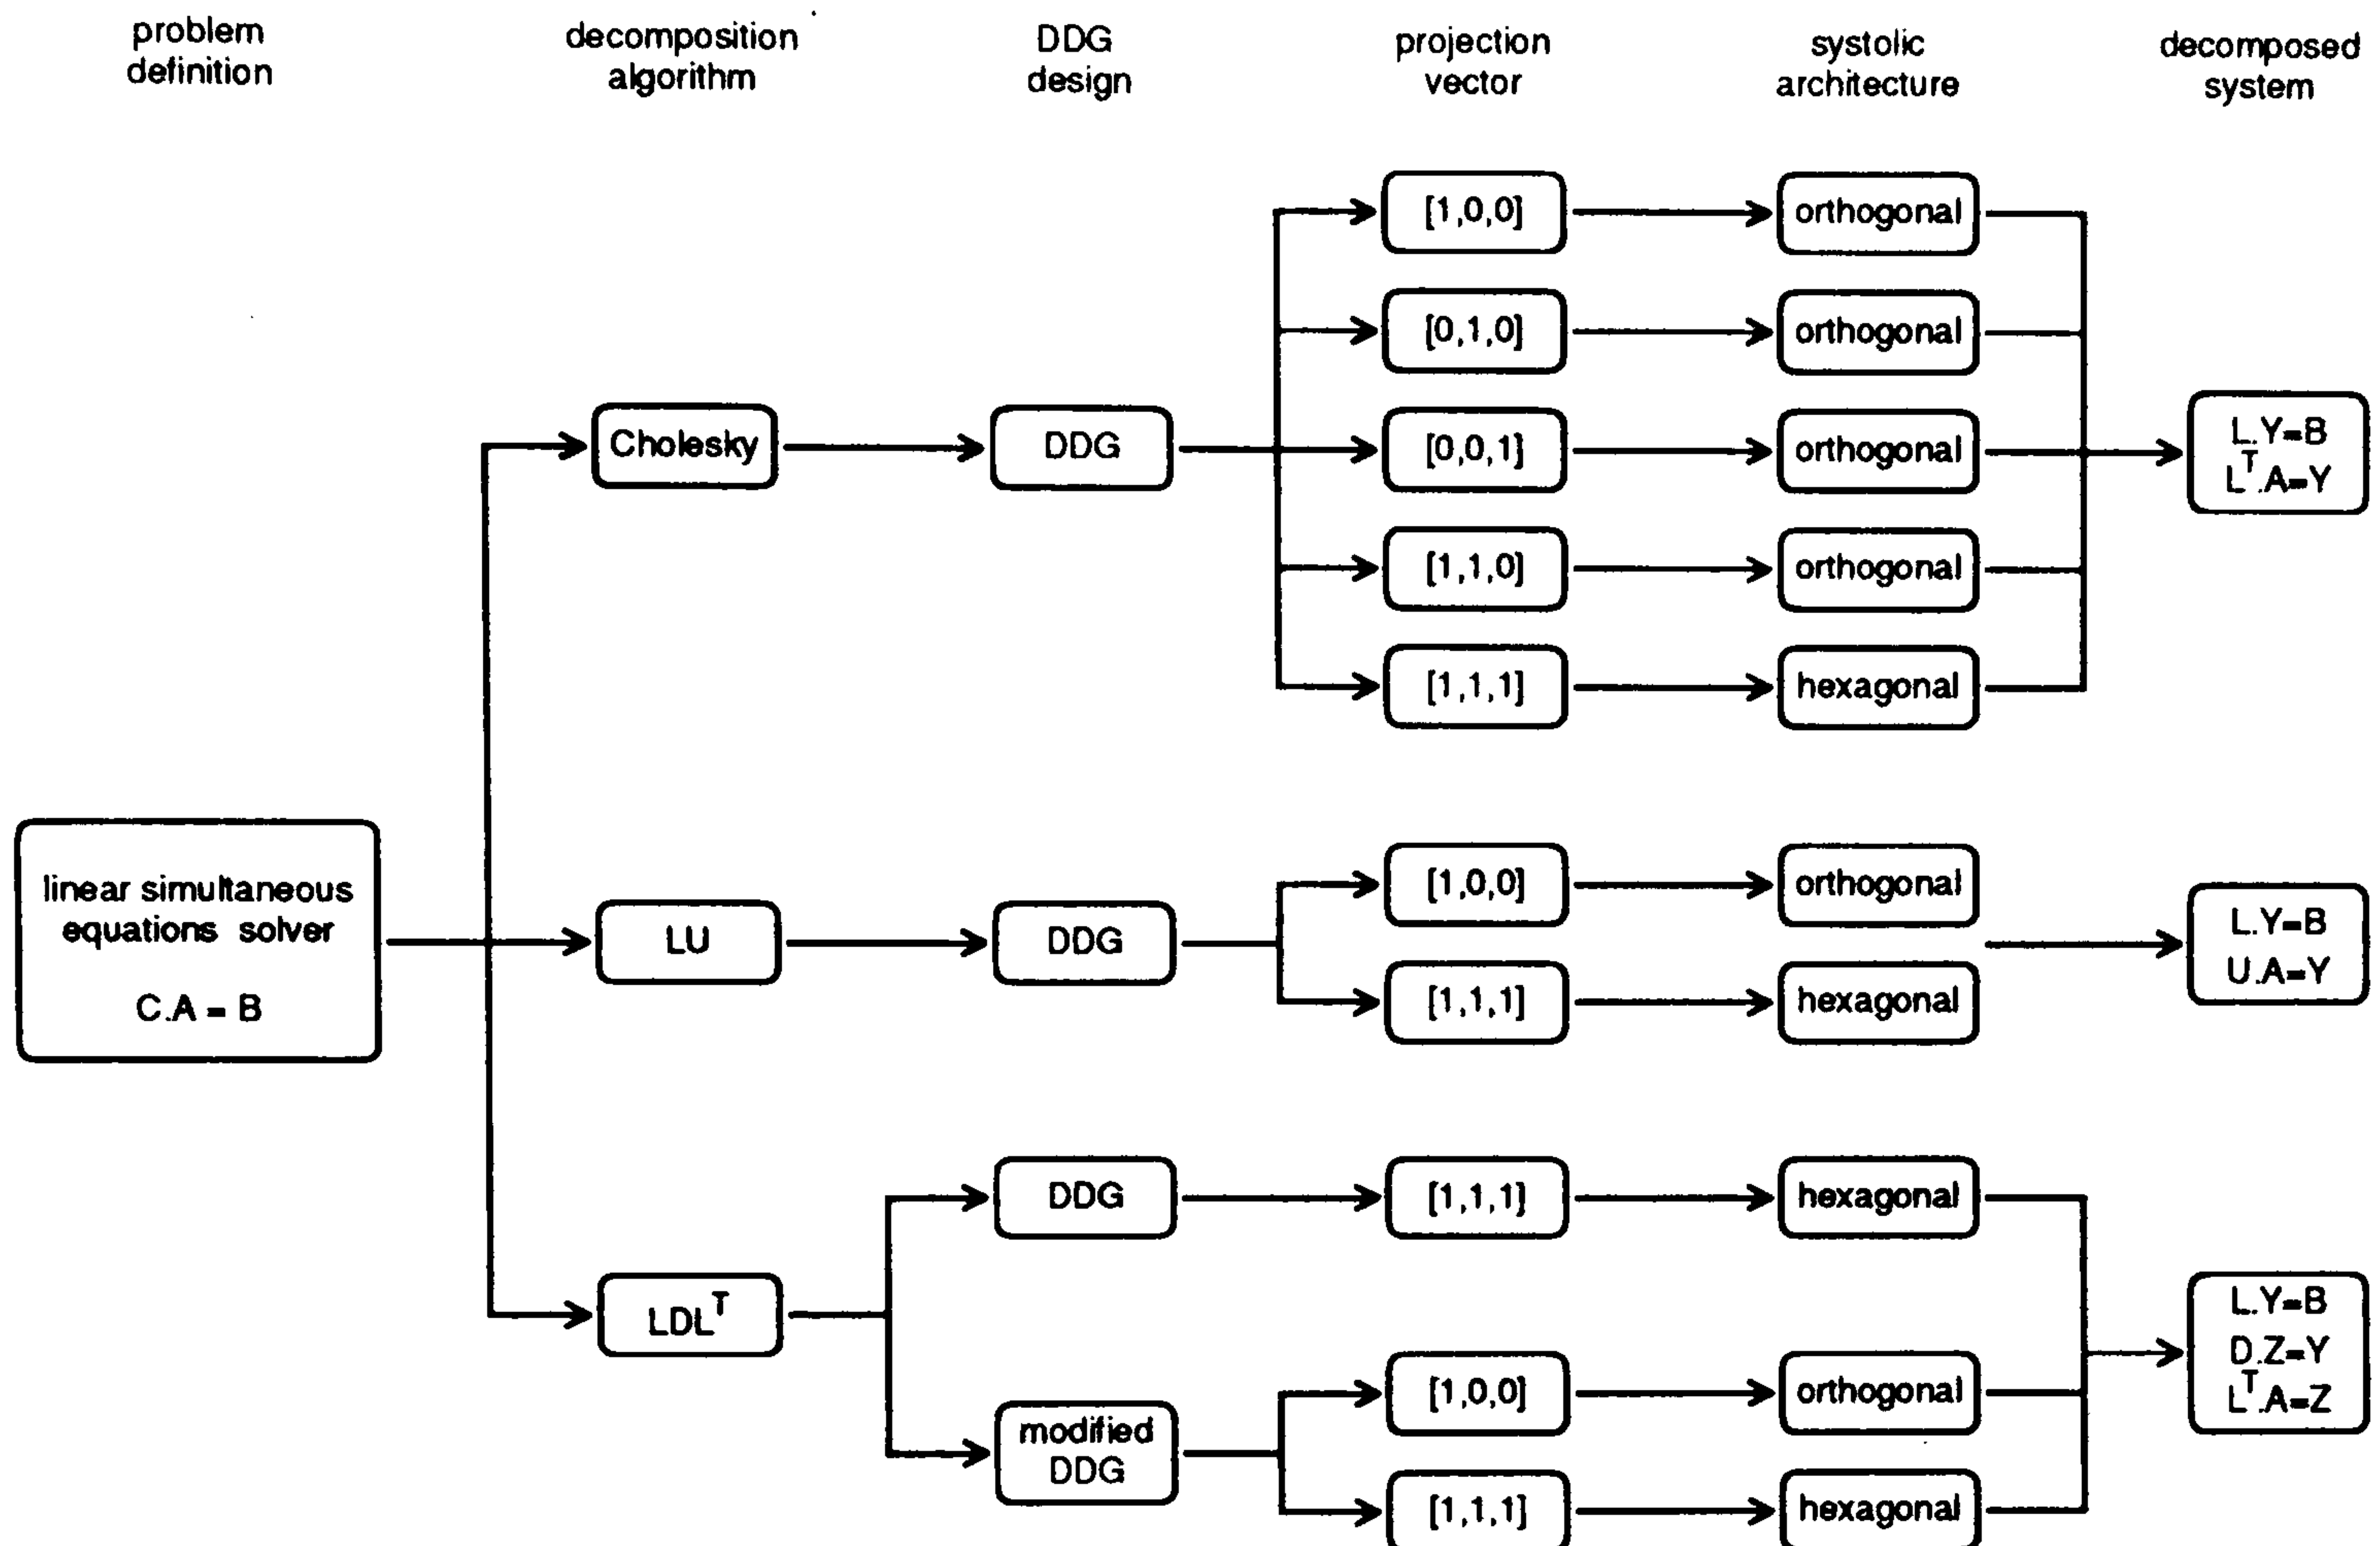 problem
definition
decomposition
algorithm
DDG
design
projection
vector
systolic
architecture
decomposed
system
[1,0,0]
orthogonal
[0,1,0]
orthogonal
Cholesky
DDG
[0,0,1]
orthogonal
L.Y=B
L^T.A=Y
[1,1,0]
orthogonal
[1,1,1]
hexagonal
linear simultaneous
equations solver
C.A = B
LU
DDG
[1,0,0]
orthogonal
[1,1,1]
hexagonal
L.Y=B
U.A=Y
LDL^T
DDG
[1,1,1]
hexagonal
modified
DDG
[1,0,0]
orthogonal
[1,1,1]
hexagonal
L.Y=B
D.Z=Y
L^T.A=Z